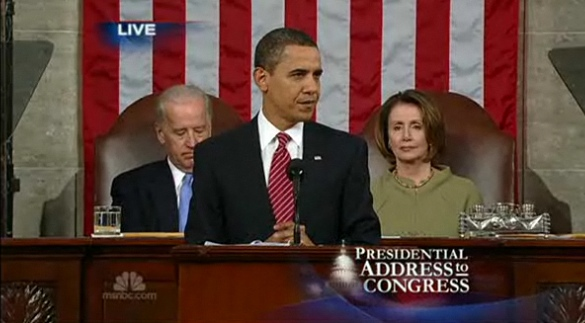 LIVE
PRESIDENTIAL
ADDRESS TO
CONGRESS
msnbc.com